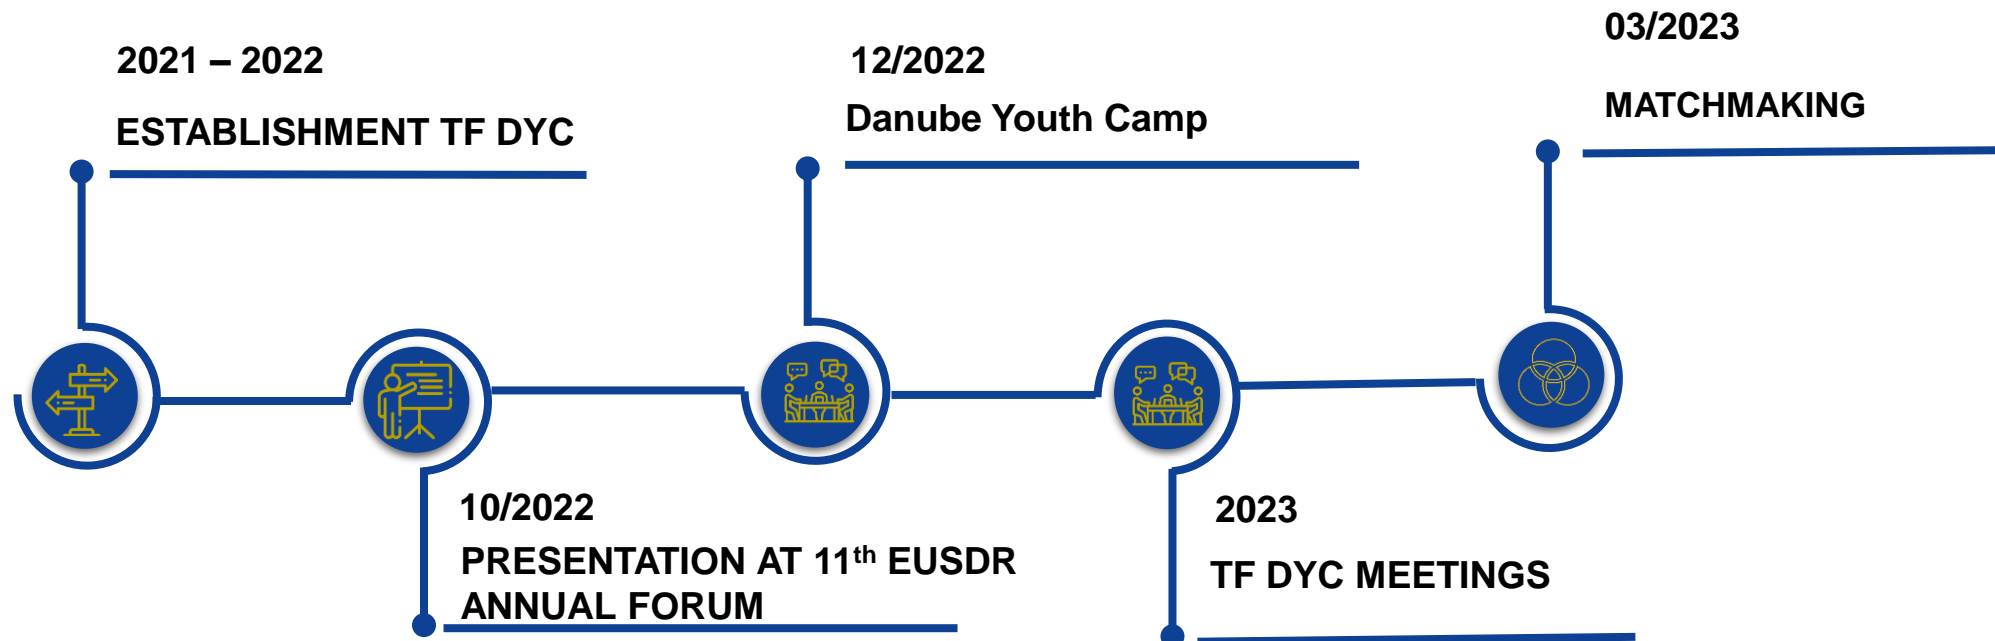 2021 – 2022
ESTABLISHMENT TF DYC
10/2022
PRESENTATION AT 11th EUSDR
ANNUAL FORUM
12/2022
Danube Youth Camp
2023
TF DYC MEETINGS
03/2023
MATCHMAKING